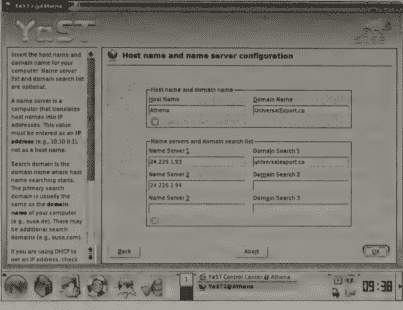 YaST2@Athena
YaST
Insert the host name and
domain name for your
computer. Name server
list and domain search list
are optional.
A name server is a
computer that translates
host names into IP
addresses. This value
must be entered as an IP
address (e.g., 10.10.0.1),
not as a host name.
Search domain is the
domain name where host
name searching starts.
The primary search
domain is usually the
same as the domain
name of your computer
(e.g., suse.de). There may
be additional search
domains (e.g., suse.com).
If you are using DHCP to
get an IP address, check
Host name and name server configuration
Host name and domain name
Host Name
Domain Name
Athena
UniversalExport.ca
Name servers and domain search list
Name Server 1
Domain Search 1
24.226.1.93
universalexport.ca
Name Server 2
Domain Search 2
24.226.1.94
Name Server 3
Domain Search 3
Back
Abort
OK
1
YaST Control Center @ Athena
YaST2@Athena
09:38